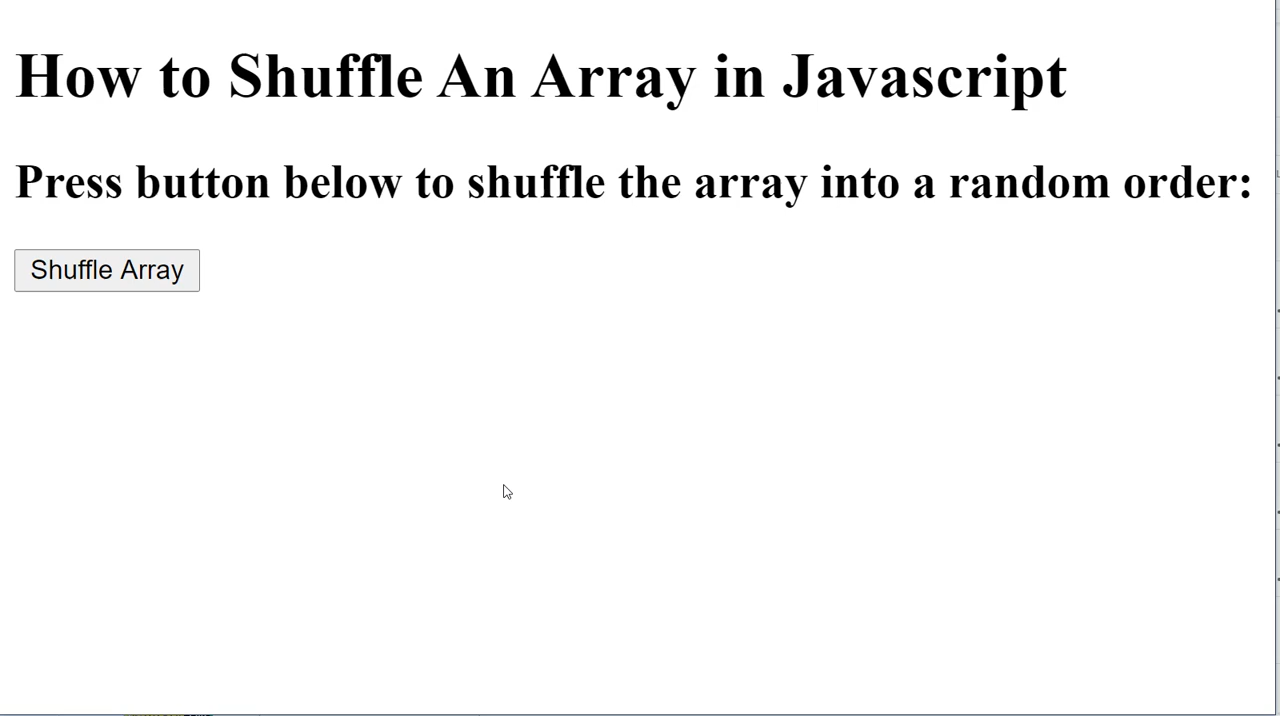 How to Shuffle An Array in Javascript
Press button below to shuffle the array into a random order:
Shuffle Array